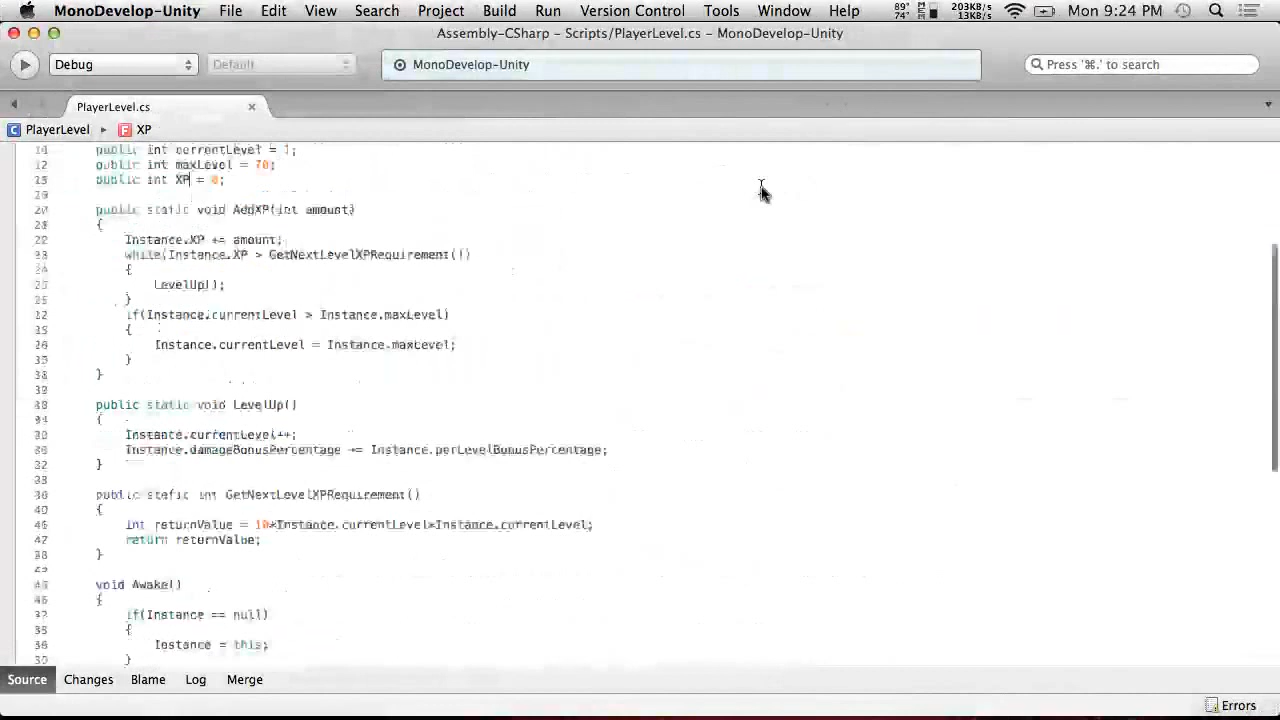 MonoDevelop-Unity File Edit View Search Project Build Run Version Control Tools Window Help 89° 74° 203KB/s 13KB/s Mon 9:24 PM
Assembly-CSharp – Scripts/PlayerLevel.cs – MonoDevelop-Unity
Debug Default MonoDevelop-Unity Press '⌘.' to search
PlayerLevel.cs
PlayerLevel XP
public int currentLevel = 1;
public int maxLevel = 70;
public int XP = 0;
public static void AddXP(int amount)
{
Instance.XP += amount;
while(Instance.XP > GetNextLevelXPRequirement())
{
LevelUp();
}
if(Instance.currentLevel > Instance.maxLevel)
{
Instance.currentLevel = Instance.maxLevel;
}
}
public static void LevelUp()
{
Instance.currentLevel++;
Instance.damageBonusPercentage += Instance.perLevelBonusPercentage;
}
public static int GetNextLevelXPRequirement()
{
int returnValue = 10*Instance.currentLevel*Instance.currentLevel;
return returnValue;
}
void Awake()
{
if(Instance == null)
{
Instance = this;
}
Source Changes Blame Log Merge
Errors